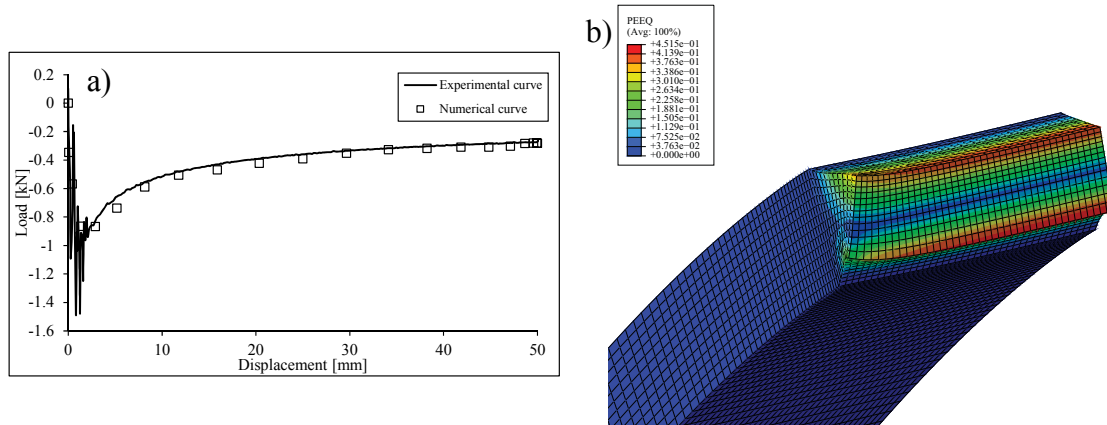 a)
Experimental curve
Numerical curve
0.2
0
-0.2
-0.4
-0.6
-0.8
-1
-1.2
-1.4
-1.6
Load [kN]
0
10
20
30
40
50
Displacement [mm]
b)
PEEQ
(Avg: 100%)
+4.515e−01
+4.139e−01
+3.763e−01
+3.386e−01
+3.010e−01
+2.634e−01
+2.258e−01
+1.881e−01
+1.505e−01
+1.129e−01
+7.525e−02
+3.763e−02
+0.000e+00